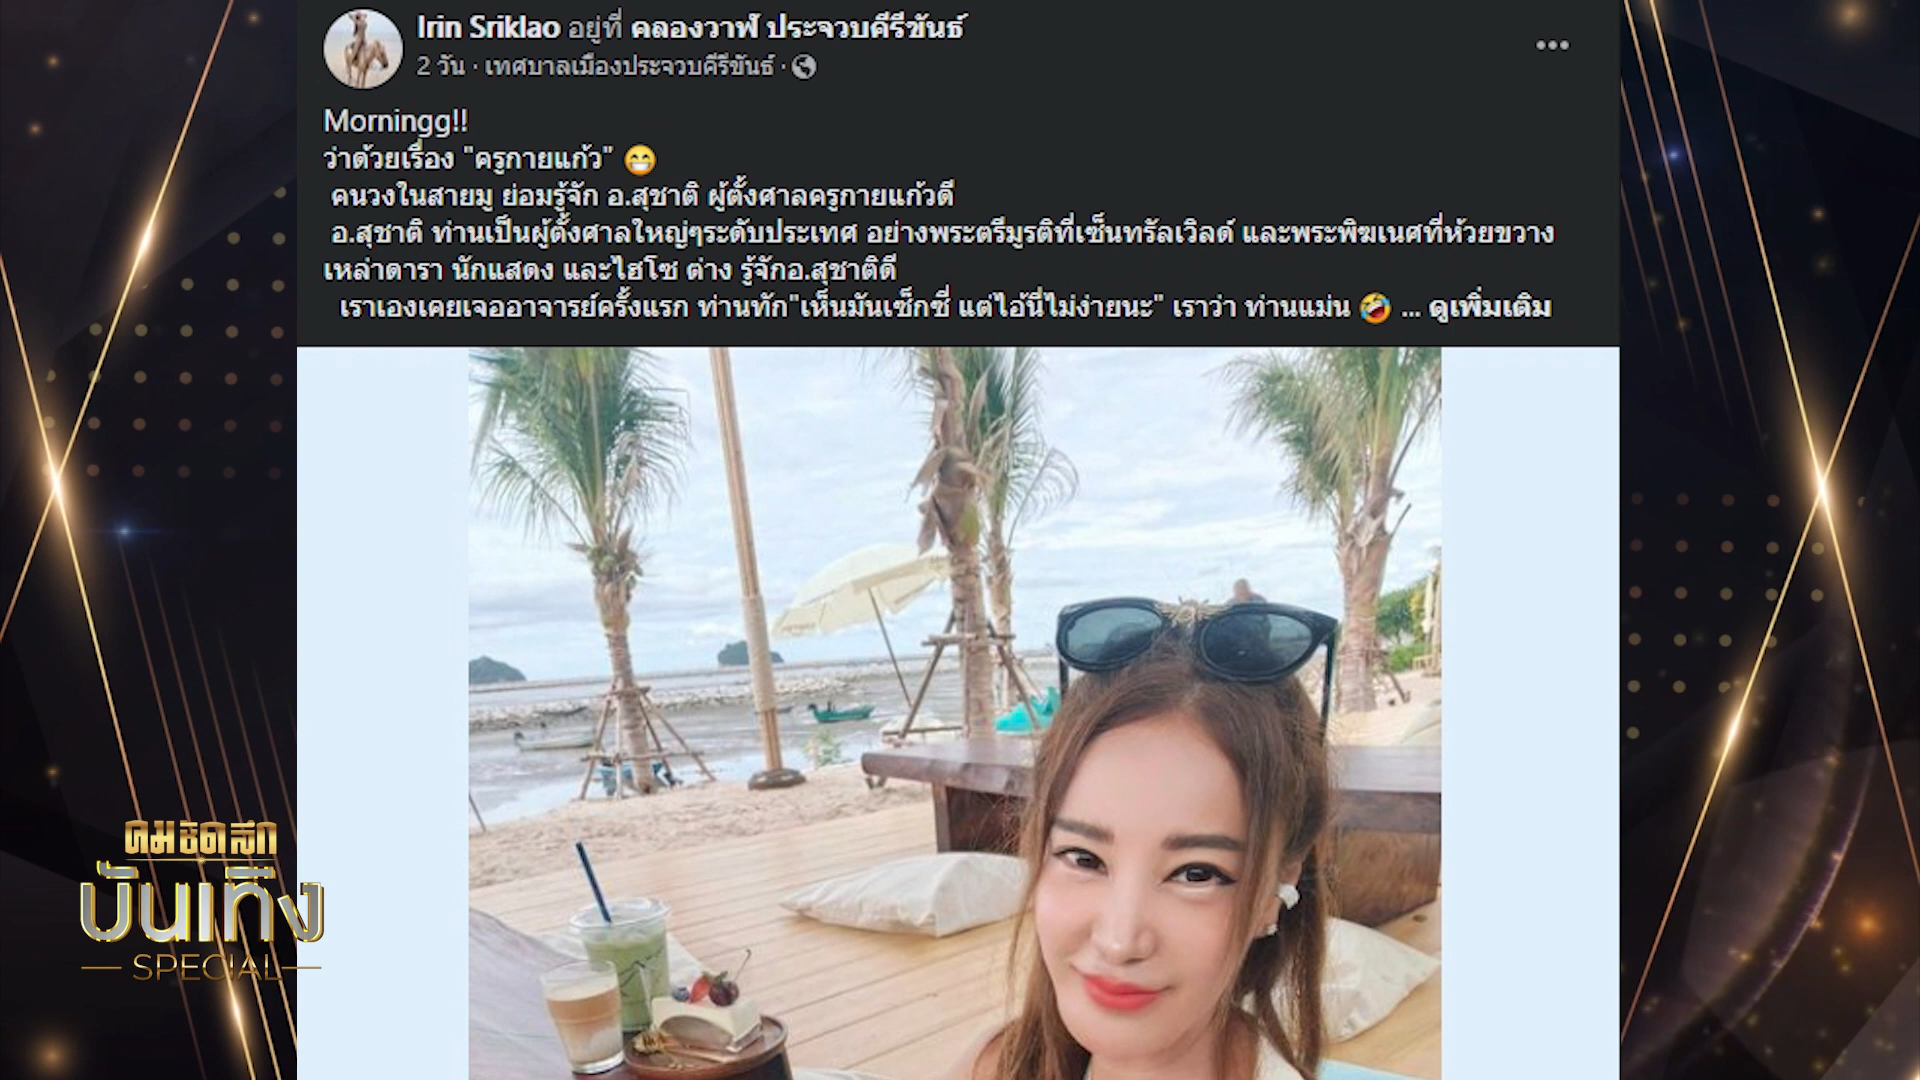 Irin Sriklao อยู่ที่ คลองวาฬ ประจวบคีรีขันธ์
2 วัน · เทศบาลเมืองประจวบคีรีขันธ์ ·
Morningg!!
ว่าด้วยเรื่อง "ครูกายแก้ว" 😁
คนวงในสายมู ย่อมรู้จัก อ.สุชาติ ผู้ตั้งศาลครูกายแก้วดี
อ.สุชาติ ท่านเป็นผู้ตั้งศาลใหญ่ๆระดับประเทศ อย่างพระตรีมูรติที่เซ็นทรัลเวิลด์ และพระพิฆเนศที่ห้วยขวาง
เหล่าดารา นักแสดง และไฮโซ ต่าง รู้จักอ.สุชาติดี
เราเองเคยเจออาจารย์ครั้งแรก ท่านทัก"เห็นมันเซ็กซี่ แต่ไอ้นี่ไม่ง่ายนะ" เราว่า ท่านแม่น 🤣 ... ดูเพิ่มเติม
คมชัดลึก
บันเทิง
SPECIAL